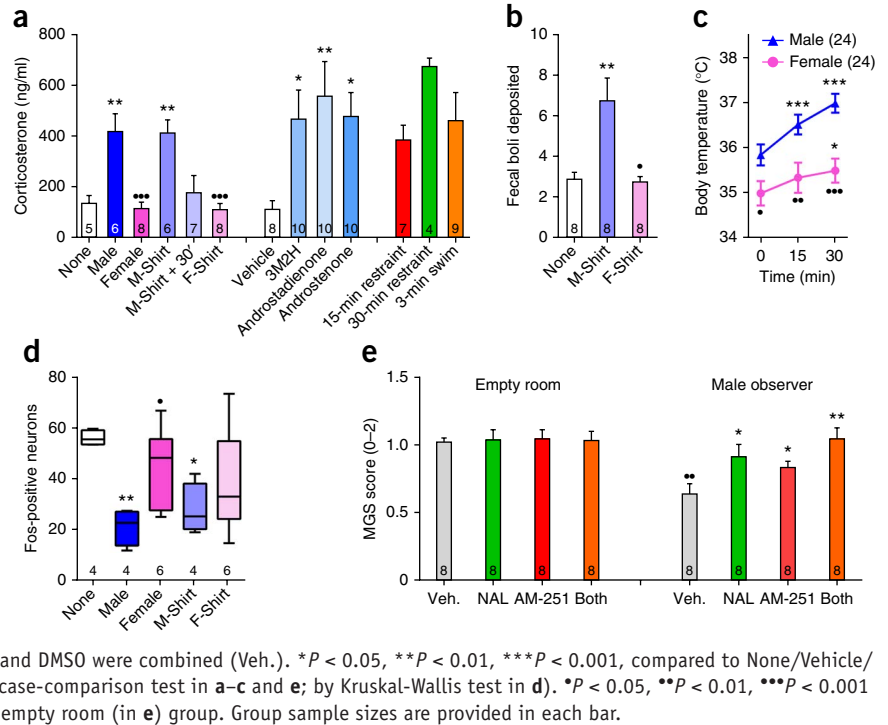 a
Corticosterone (ng/ml)
800
600
400
200
0
** ** * ** *
••• •••
5 6 8 6 7 8 8 10 10 10 7 4 9
None Male Female M-Shirt M-Shirt + 30′ F-Shirt Vehicle 3M2H Androstadienone Androstenone 15-min restraint 30-min restraint 3-min swim
b
Fecal boli deposited
10
8
6
4
2
0
**
•
8 8 8
None M-Shirt F-Shirt
c
Male (24)
Female (24)
Body temperature (°C)
38
37
36
35
34
*** ***
*
• •• •••
0 15 30
Time (min)
d
Fos-positive neurons
80
60
40
20
0
** • *
4 4 6 4 6
None Male Female M-Shirt F-Shirt
e
MGS score (0–2)
1.5
1.0
0.5
0
Empty room Male observer
•• * * **
8 8 8 8 8 8 8 8
Veh. NAL AM-251 Both Veh. NAL AM-251 Both
and DMSO were combined (Veh.). *P < 0.05, **P < 0.01, ***P < 0.001, compared to None/Vehicle/
case-comparison test in a–c and e; by Kruskal-Wallis test in d). •P < 0.05, ••P < 0.01, •••P < 0.001
empty room (in e) group. Group sample sizes are provided in each bar.